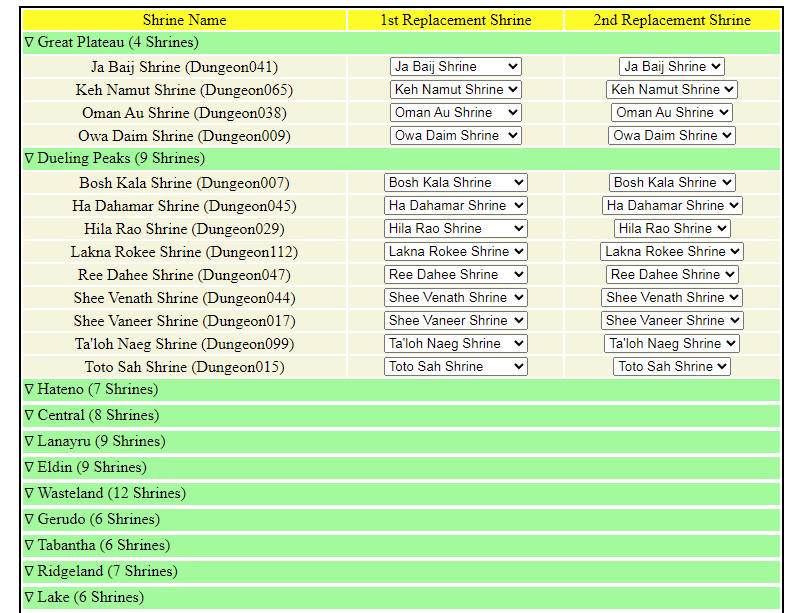 Shrine Name 1st Replacement Shrine 2nd Replacement Shrine
∇ Great Plateau (4 Shrines)
Ja Baij Shrine (Dungeon041) Ja Baij Shrine Ja Baij Shrine
Keh Namut Shrine (Dungeon065) Keh Namut Shrine Keh Namut Shrine
Oman Au Shrine (Dungeon038) Oman Au Shrine Oman Au Shrine
Owa Daim Shrine (Dungeon009) Owa Daim Shrine Owa Daim Shrine
∇ Dueling Peaks (9 Shrines)
Bosh Kala Shrine (Dungeon007) Bosh Kala Shrine Bosh Kala Shrine
Ha Dahamar Shrine (Dungeon045) Ha Dahamar Shrine Ha Dahamar Shrine
Hila Rao Shrine (Dungeon029) Hila Rao Shrine Hila Rao Shrine
Lakna Rokee Shrine (Dungeon112) Lakna Rokee Shrine Lakna Rokee Shrine
Ree Dahee Shrine (Dungeon047) Ree Dahee Shrine Ree Dahee Shrine
Shee Venath Shrine (Dungeon044) Shee Venath Shrine Shee Venath Shrine
Shee Vaneer Shrine (Dungeon017) Shee Vaneer Shrine Shee Vaneer Shrine
Ta'loh Naeg Shrine (Dungeon099) Ta'loh Naeg Shrine Ta'loh Naeg Shrine
Toto Sah Shrine (Dungeon015) Toto Sah Shrine Toto Sah Shrine
∇ Hateno (7 Shrines)
∇ Central (8 Shrines)
∇ Lanayru (9 Shrines)
∇ Eldin (9 Shrines)
∇ Wasteland (12 Shrines)
∇ Gerudo (6 Shrines)
∇ Tabantha (6 Shrines)
∇ Ridgeland (7 Shrines)
∇ Lake (6 Shrines)